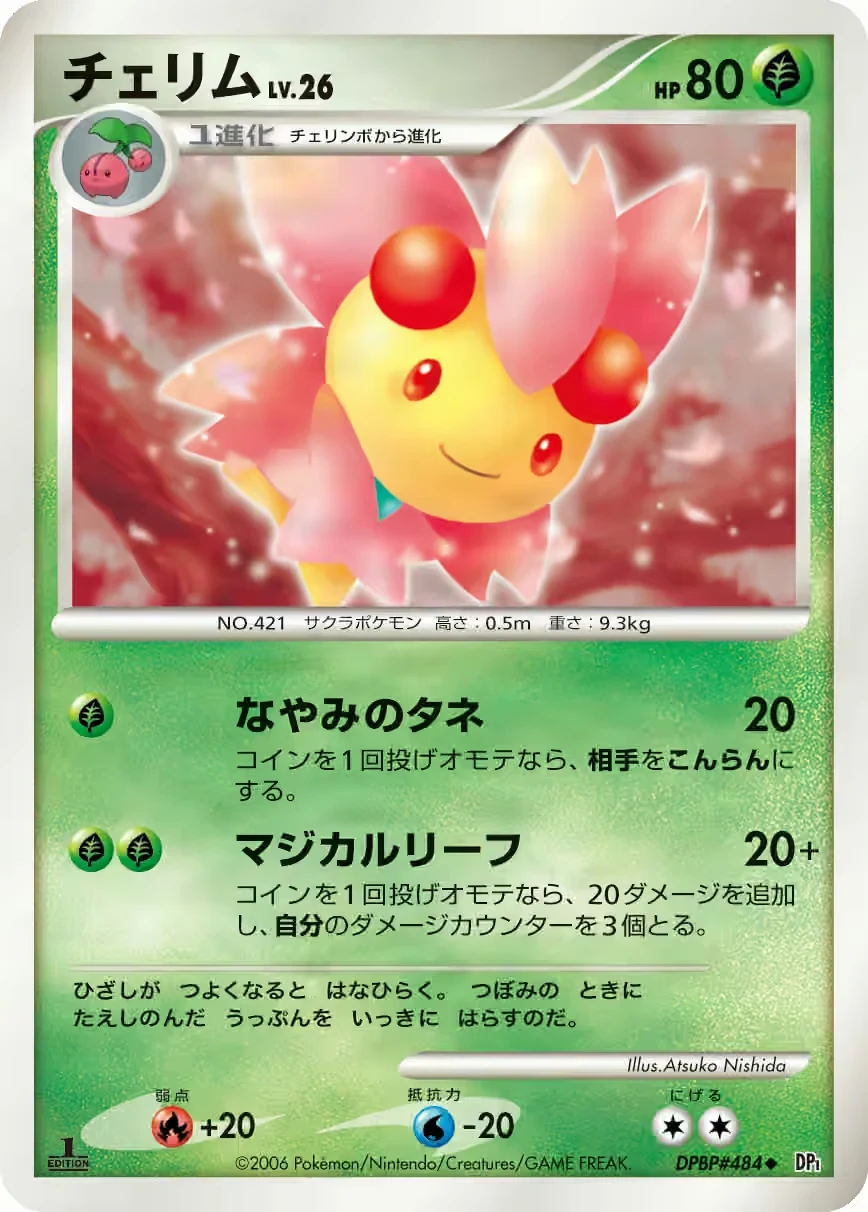 チェリム LV.26
HP 80
1進化 チェリンボから進化
NO.421 サクラポケモン 高さ：0.5m 重さ：9.3kg
なやみのタネ 20
コインを1回投げオモテなら、相手をこんらんに
する。
マジカルリーフ 20+
コインを1回投げオモテなら、20ダメージを追加
し、自分のダメージカウンターを3個とる。
ひざしが つよくなると はなひらく。 つぼみの ときに
たえしのんだ うっぷんを いっきに はらすのだ。
Illus.Atsuko Nishida
弱点 抵抗力 にげる
+20 -20
1 EDITION
©2006 Pokémon/Nintendo/Creatures/GAME FREAK. DPBP#484◆ DP1